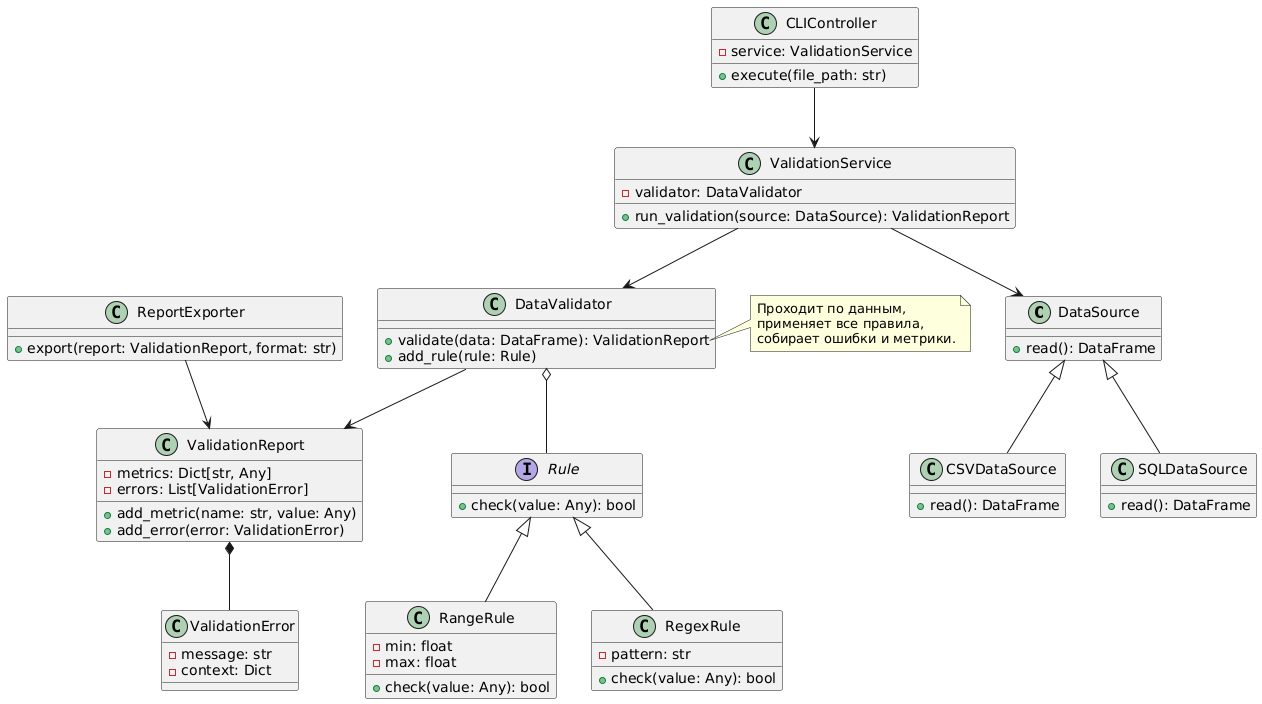 C CLIController
service: ValidationService
execute(file_path: str)
C ValidationService
validator: DataValidator
run_validation(source: DataSource): ValidationReport
C ReportExporter
export(report: ValidationReport, format: str)
C DataValidator
validate(data: DataFrame): ValidationReport
add_rule(rule: Rule)
Проходит по данным,
применяет все правила,
собирает ошибки и метрики.
C DataSource
read(): DataFrame
C ValidationReport
metrics: Dict[str, Any]
errors: List[ValidationError]
add_metric(name: str, value: Any)
add_error(error: ValidationError)
I Rule
check(value: Any): bool
C CSVDataSource
read(): DataFrame
C SQLDataSource
read(): DataFrame
C ValidationError
message: str
context: Dict
C RangeRule
min: float
max: float
check(value: Any): bool
C RegexRule
pattern: str
check(value: Any): bool